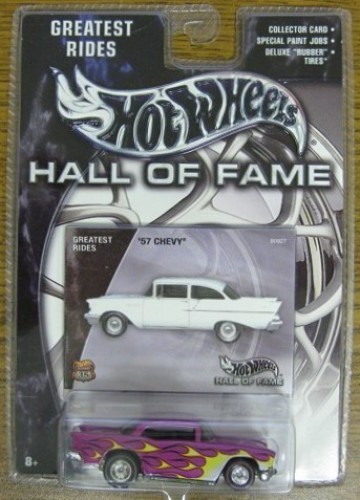 GREATEST
RIDES
COLLECTOR CARD •
SPECIAL PAINT JOBS •
DELUXE "RUBBER" •
TIRES
HOT WHEELS
HALL OF FAME
GREATEST
RIDES
'57 CHEVY
HOT WHEELS
HALL OF FAME
8+